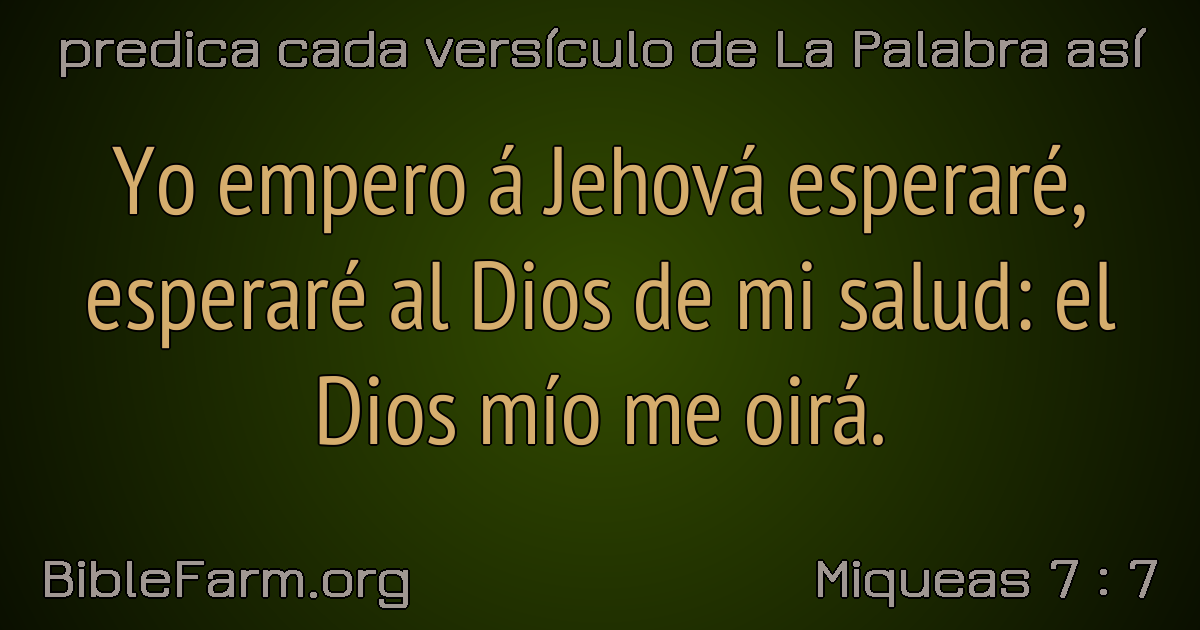 predica cada versículo de La Palabra así
Yo empero á Jehová esperaré,
esperaré al Dios de mi salud: el
Dios mío me oirá.
BibleFarm.org
Miqueas 7 : 7